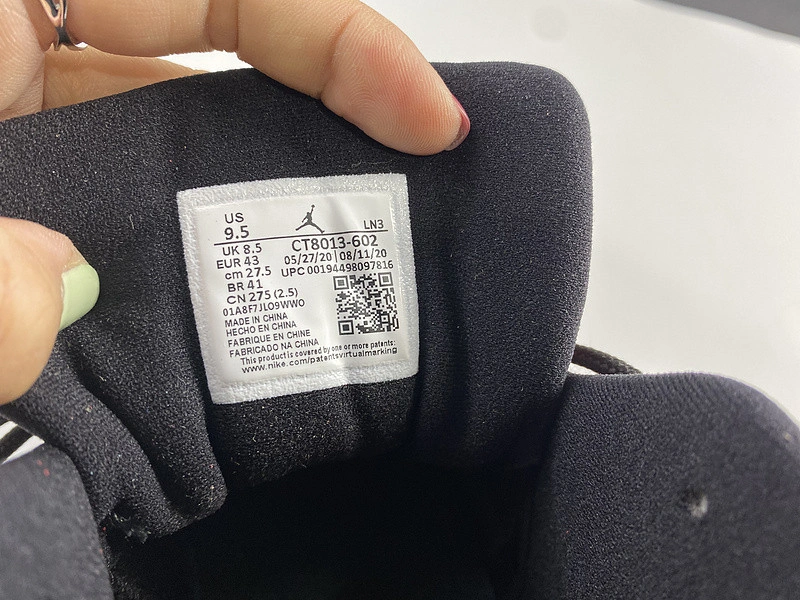 US
9.5
LN3
UK 8.5
CT8013-602
EUR 43
05/27/20 | 08/11/20
cm 27.5
UPC 00194498097816
BR 41
CN 275 (2.5)
01A8F7JLO9WWO
MADE IN CHINA
HECHO EN CHINA
FABRIQUE EN CHINE
FABRICADO NA CHINA
This product is covered by one or more patents:
www.nike.com/patentsvirtualmarking